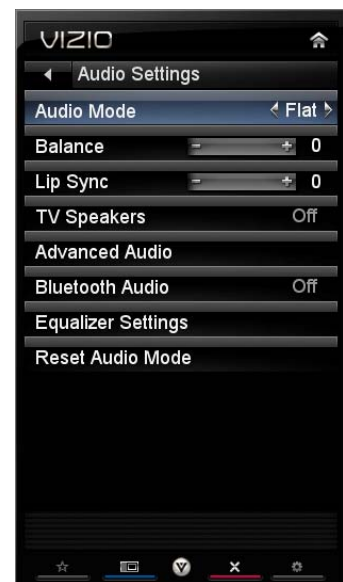 VIZIO
Audio Settings
Audio Mode Flat
Balance - + 0
Lip Sync - + 0
TV Speakers Off
Advanced Audio
Bluetooth Audio Off
Equalizer Settings
Reset Audio Mode
V